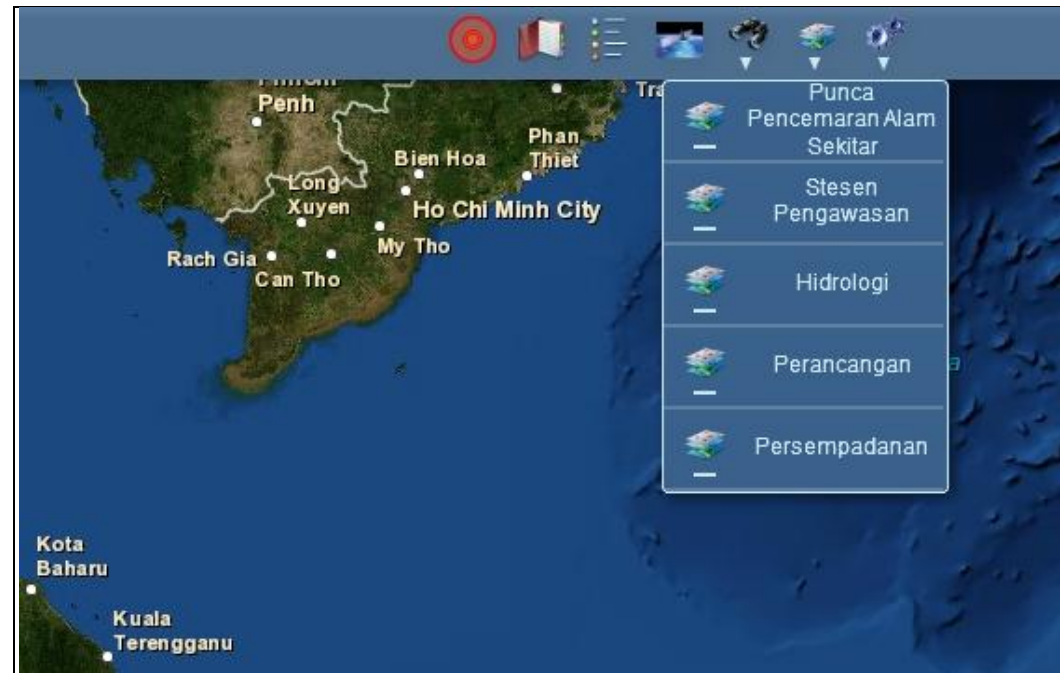 Penh
Phan
Thiet
Bien Hoa
Long
Xuyen
Ho Chi Minh City
My Tho
Rach Gia
Can Tho
Kota
Baharu
Kuala
Terengganu
Punca
Pencemaran Alam
Sekitar
Stesen
Pengawasan
Hidrologi
Perancangan
Persempadanan